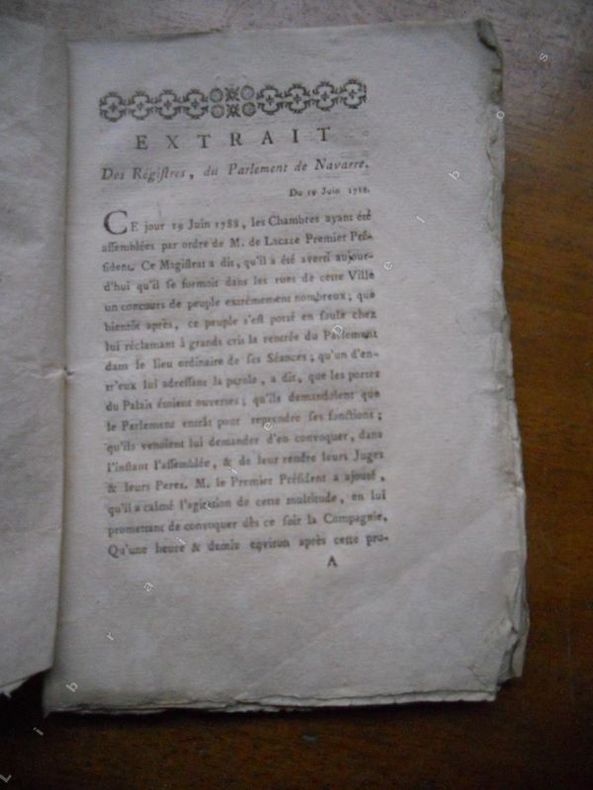 EXTRAIT
Des Régistres, du Parlement de Navarre.
Du 19 Juin 1788.
CE jour 19 Juin 1788, les Chambres ayant été
assemblées par ordre de M. de Lacaze Premier Pré-
sident. Ce Magistrat a dit, qu'il a été averti aujour-
d'hui qu'il se formoit dans les rues de cette Ville
un concours de peuple extrêmement nombreux; que
bientôt après, ce peuple s'est porté en foule chez
lui réclamant à grands cris la rentrée du Parlement
dans le lieu ordinaire de ses Séances; qu'un d'en-
tr'eux lui adressant la parole, a dit, que les portes
du Palais étoient ouvertes; qu'ils demandoient que
le Parlement entrât pour reprendre ses fonctions;
qu'ils venoient lui demander d'en convoquer, dans
l'instant l'assemblée, & de leur rendre leurs Juges
& leurs Peres. M. le Premier Président a ajouté,
qu'il a calmé l'agitation de cette multitude, en lui
promettant de convoquer dès ce soir la Compagnie.
Qu'une heure & demie environ après cette pro-
A